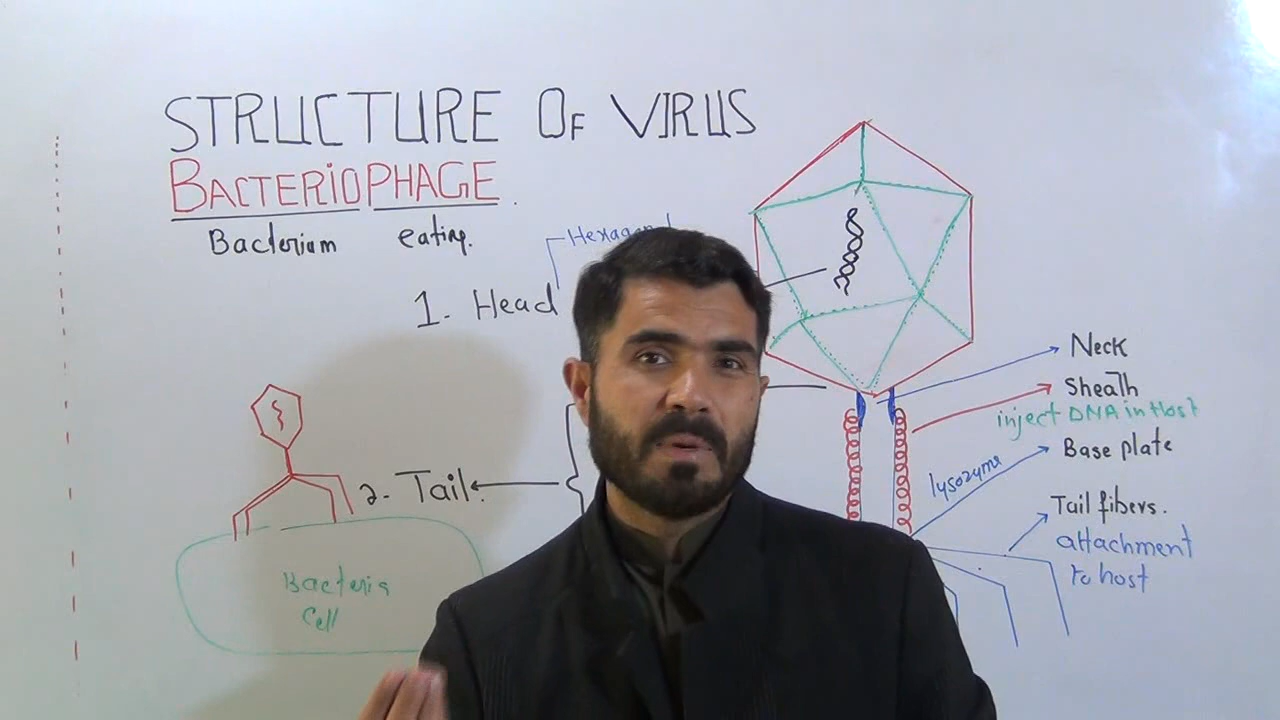 STRUCTURE OF VIRUS
BACTERIOPHAGE.
Bacterium eating.
1. Head
2. Tail.
Bacteria
Cell
Neck
Sheath
inject DNA in Host
Base plate
lysozyme
Tail fibers.
attachment
to host